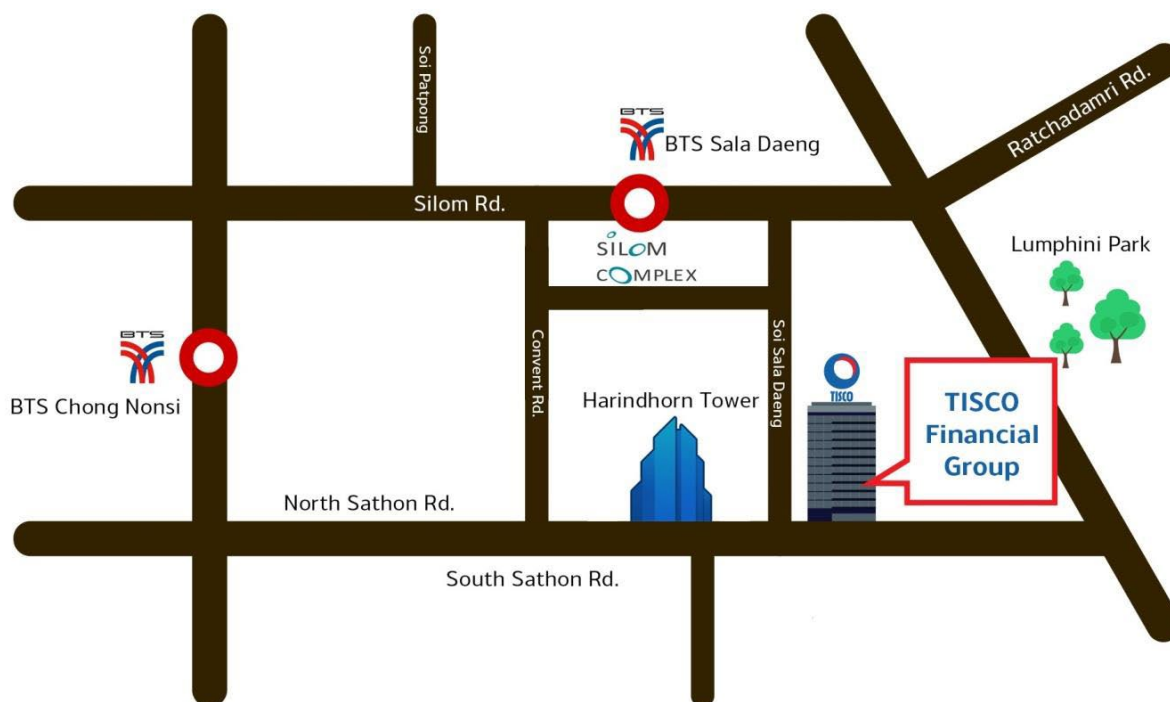 Soi Patpong
BTS
BTS Sala Daeng
Ratchadamri Rd.
Silom Rd.
SILOM
COMPLEX
Lumphini Park
BTS
BTS Chong Nonsi
Convent Rd.
Soi Sala Daeng
Harindhorn Tower
TISCO
TISCO
Financial
Group
North Sathon Rd.
South Sathon Rd.